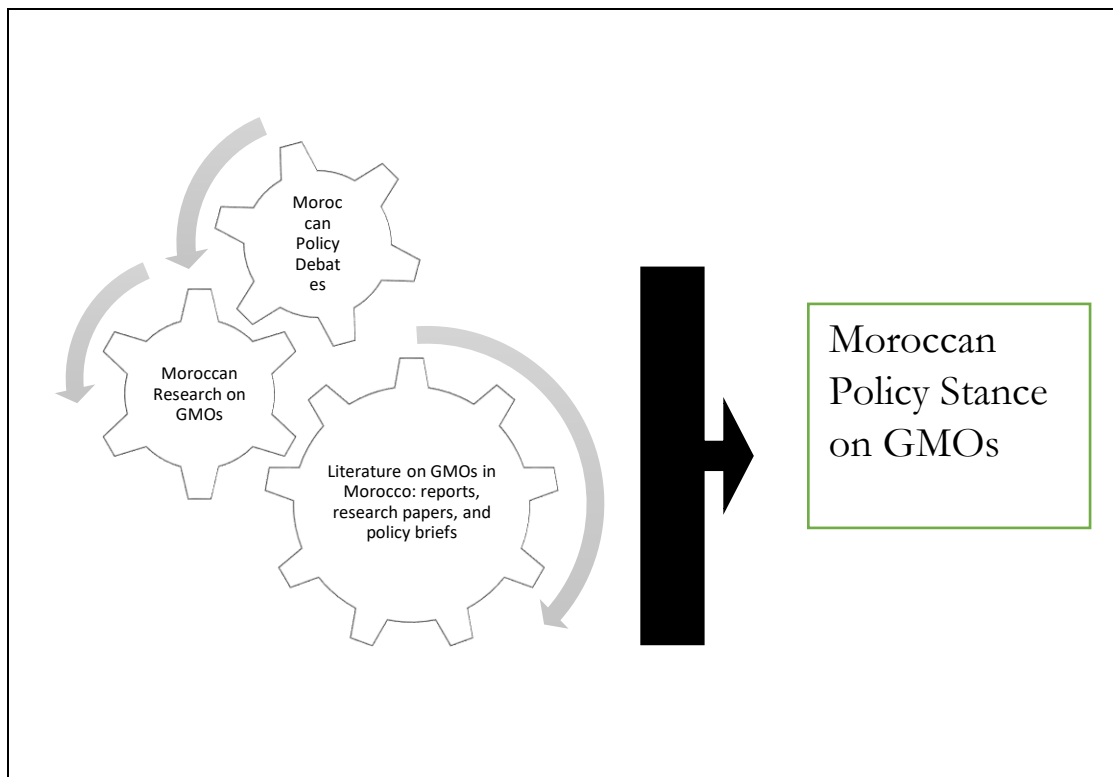 Moroc
can
Policy
Debat
es
Moroccan
Research on
GMOs
Literature on GMOs in
Morocco: reports,
research papers, and
policy briefs
Moroccan
Policy Stance
on GMOs